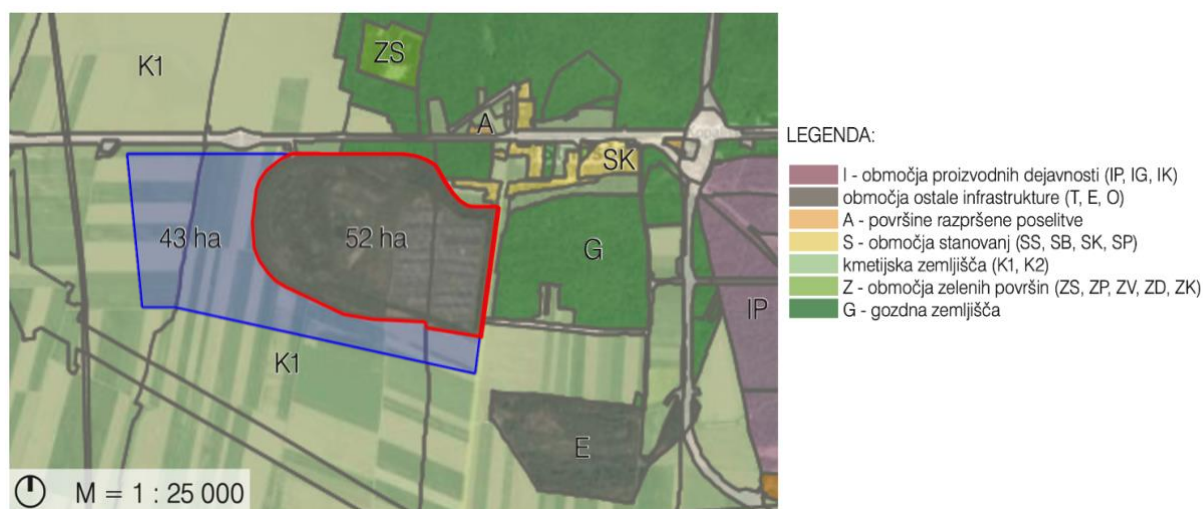 K1
ZS
A
SK
43 ha
52 ha
G
IP
K1
E
M = 1 : 25 000
LEGENDA:
I - območja proizvodnih dejavnosti (IP, IG, IK)
območja ostale infrastrukture (T, E, O)
A - površine razpršene poselitve
S - območja stanovanj (SS, SB, SK, SP)
kmetijska zemljišča (K1, K2)
Z - območja zelenih površin (ZS, ZP, ZV, ZD, ZK)
G - gozdna zemljišča